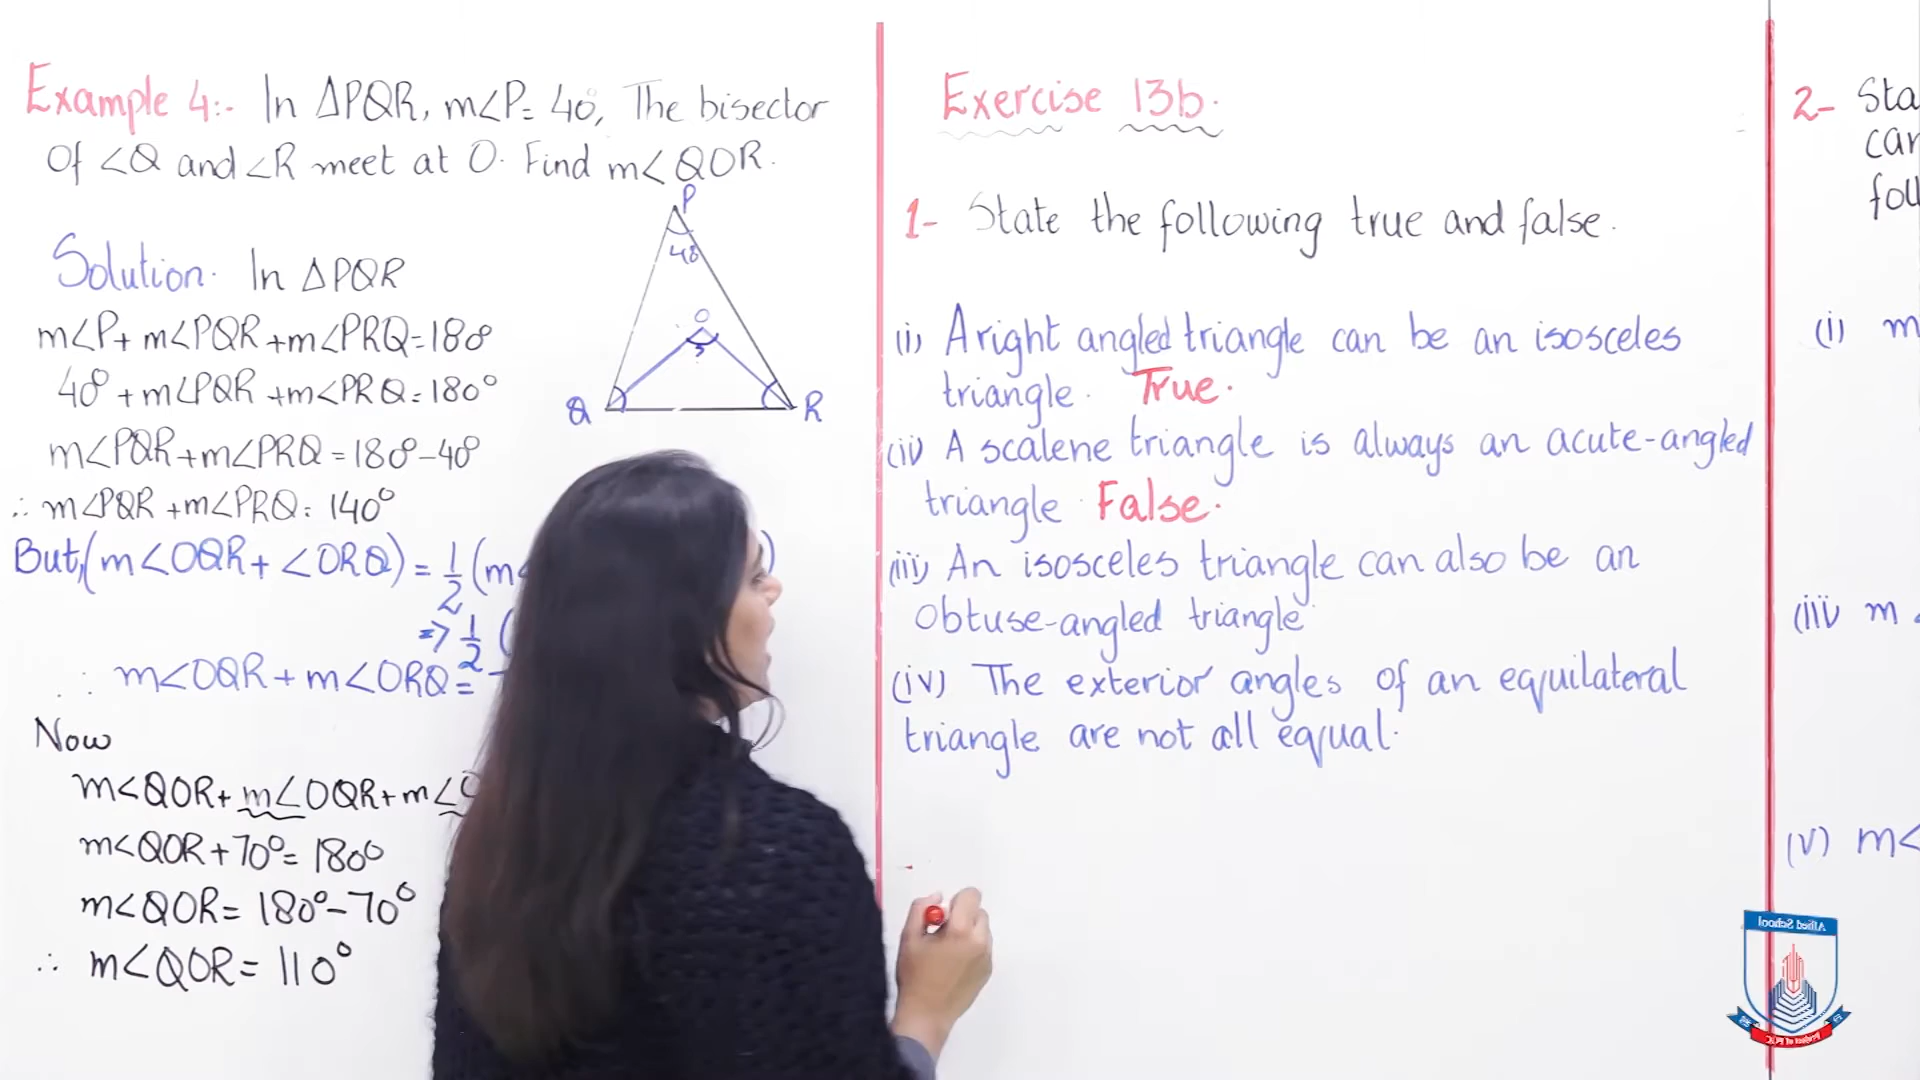 Example 4:- In ΔPQR, m∠P= 40°, The bisector
Of ∠Q and ∠R meet at O. Find m∠QOR.
P
40°
O
Q
R
Solution. In ΔPQR
m∠P+ m∠PQR +m∠PRQ=180°
40° +m∠PQR +m∠PRQ=180°
m∠PQR+m∠PRQ=180°-40°
∴ m∠PQR +m∠PRQ= 140°
But,(m∠OQR+ ∠ORQ) = 1/2 (m∠
=> 1/2 (
∴ m∠OQR + m∠ORQ=
Now
m∠QOR+m∠OQR+m∠
m∠QOR+70°= 180°
m∠QOR= 180°-70°
∴ m∠QOR= 110°
Exercise 13b.
1- State the following true and false.
(i) A right angled triangle can be an isosceles
triangle. True.
(ii) A scalene triangle is always an acute-angled
triangle. False.
(iii) An isosceles triangle can also be an
Obtuse-angled triangle.
(iv) The exterior angles of an equilateral
triangle are not all equal.
2- Sta
can
foll
(i) m
(iii) m
(v) m∠
Allied School
Project of PGC